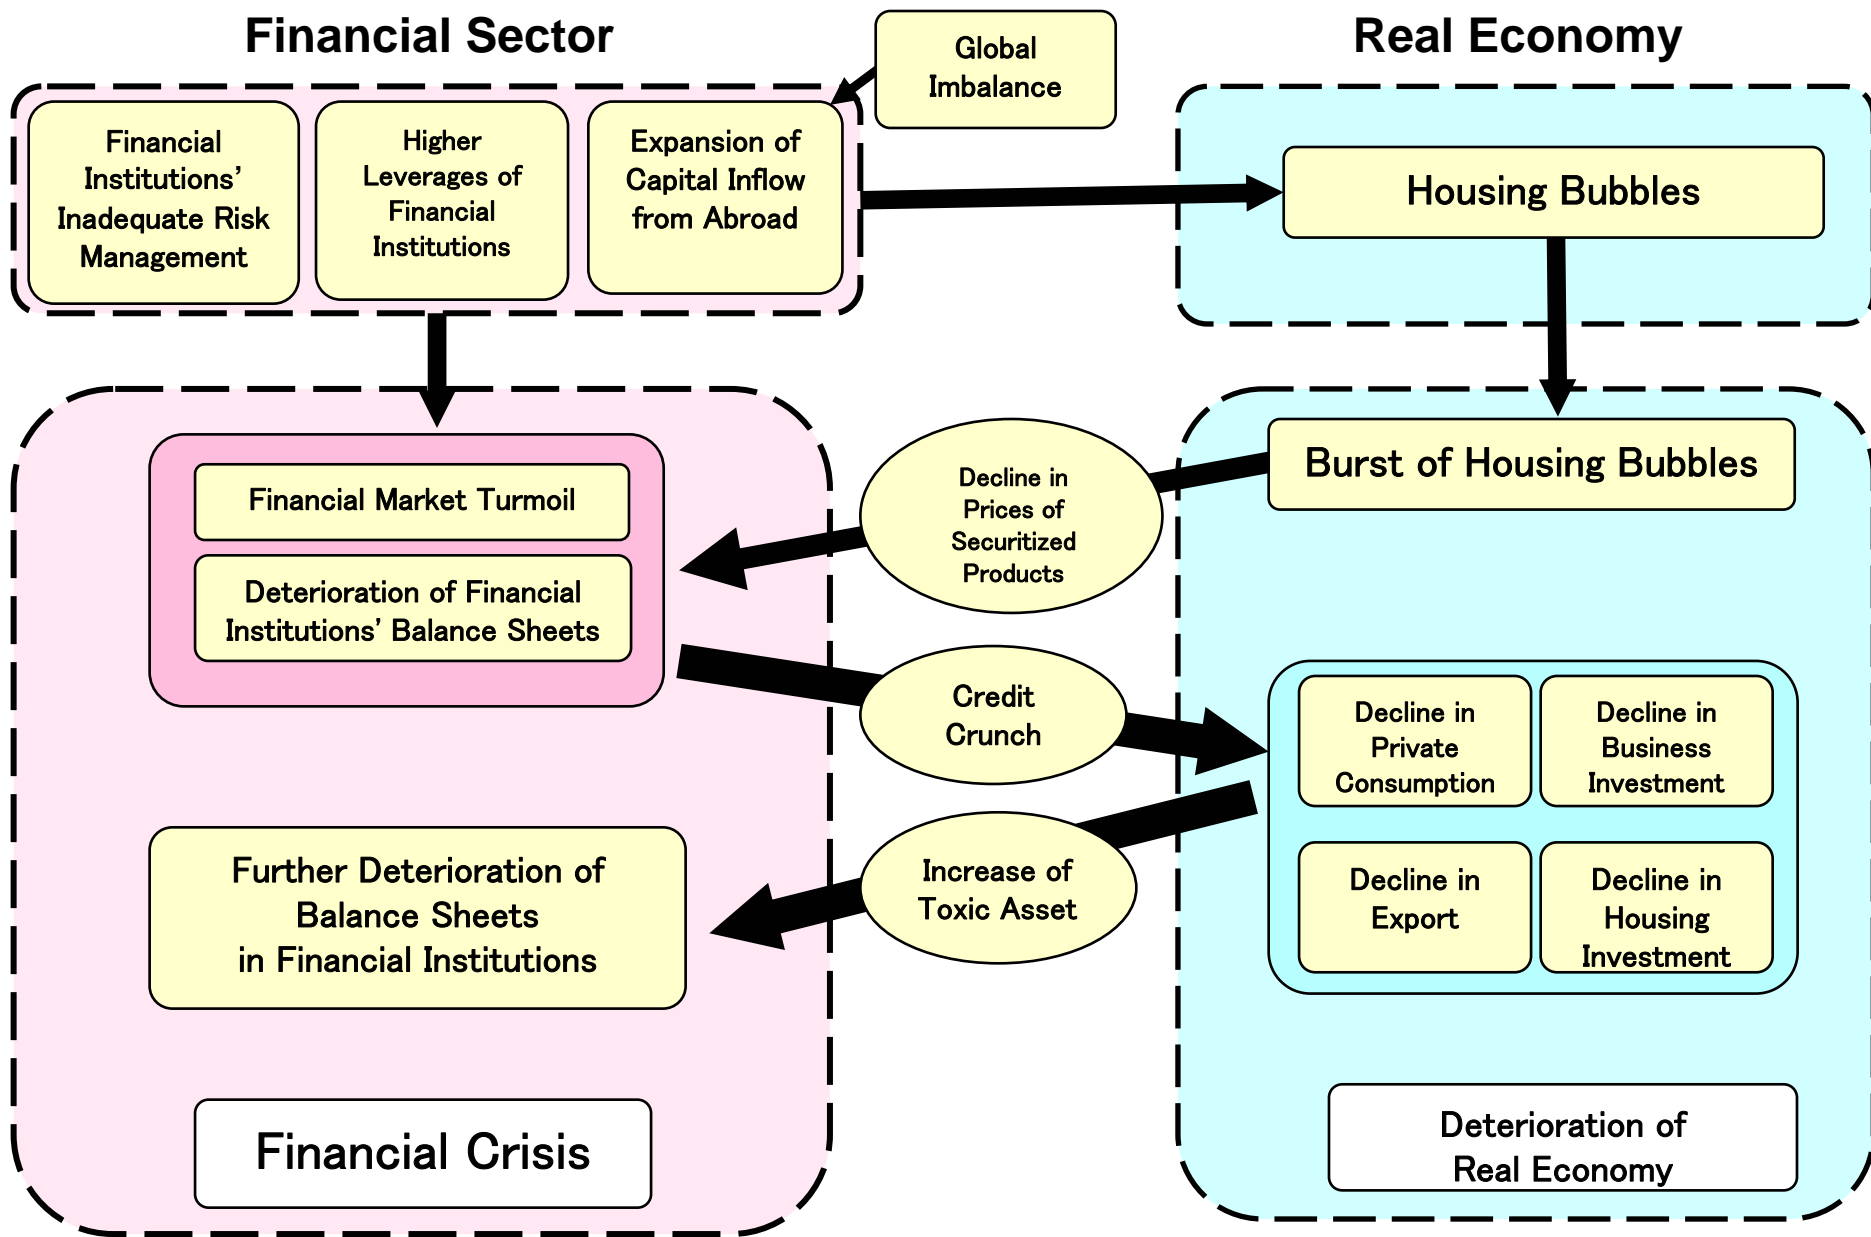 Financial Sector
Real Economy
Global
Imbalance
Financial
Institutions'
Inadequate Risk
Management
Higher
Leverages of
Financial
Institutions
Expansion of
Capital Inflow
from Abroad
Housing Bubbles
Financial Market Turmoil
Deterioration of Financial
Institutions' Balance Sheets
Decline in
Prices of
Securitized
Products
Burst of Housing Bubbles
Credit
Crunch
Decline in
Private
Consumption
Decline in
Business
Investment
Further Deterioration of
Balance Sheets
in Financial Institutions
Increase of
Toxic Asset
Decline in
Export
Decline in
Housing
Investment
Financial Crisis
Deterioration of
Real Economy